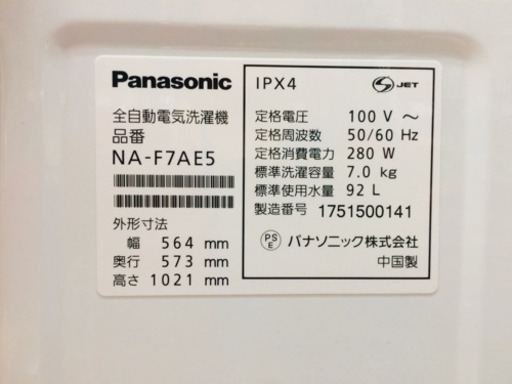 Panasonic
全自動電気洗濯機
品番
NA-F7AE5
外形寸法
幅 564 mm
奥行 573 mm
高さ 1021 mm
IPX4
S JET
定格電圧 100 V ～
定格周波数 50/60 Hz
定格消費電力 280 W
標準洗濯容量 7.0 kg
標準使用水量 92 L
製造番号 1751500141
PS E パナソニック株式会社
中国製